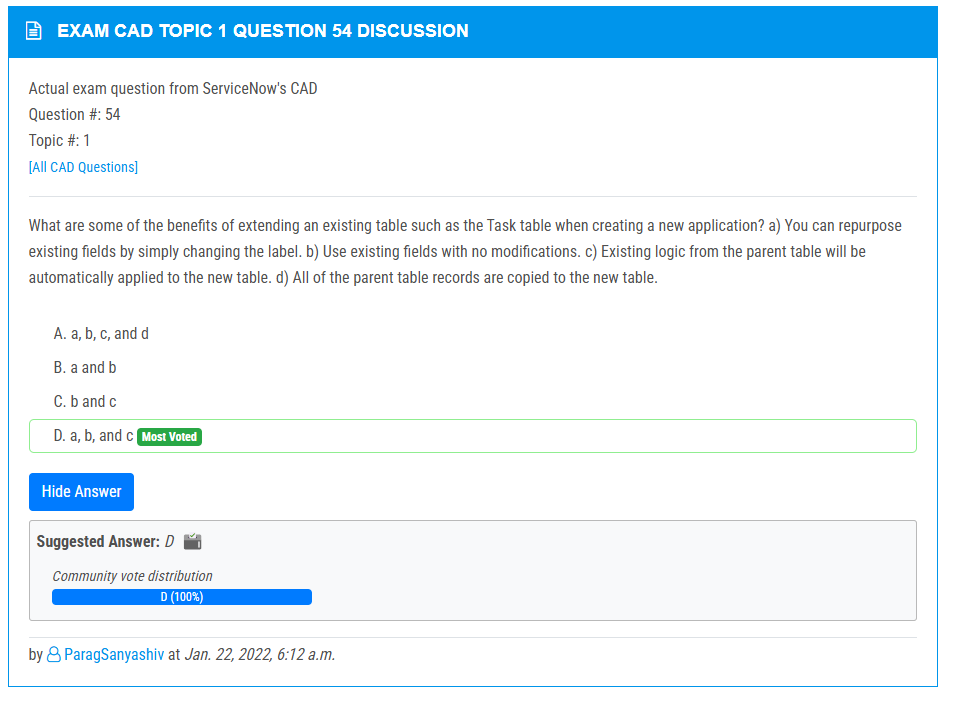 EXAM CAD TOPIC 1 QUESTION 54 DISCUSSION
Actual exam question from ServiceNow's CAD
Question #: 54
Topic #: 1
[All CAD Questions]
What are some of the benefits of extending an existing table such as the Task table when creating a new application? a) You can repurpose
existing fields by simply changing the label. b) Use existing fields with no modifications. c) Existing logic from the parent table will be
automatically applied to the new table. d) All of the parent table records are copied to the new table.
A. a, b, c, and d
B. a and b
C. b and c
D. a, b, and c Most Voted
Hide Answer
Suggested Answer: D
Community vote distribution
D (100%)
by ParagSanyashiv at Jan. 22, 2022, 6:12 a.m.